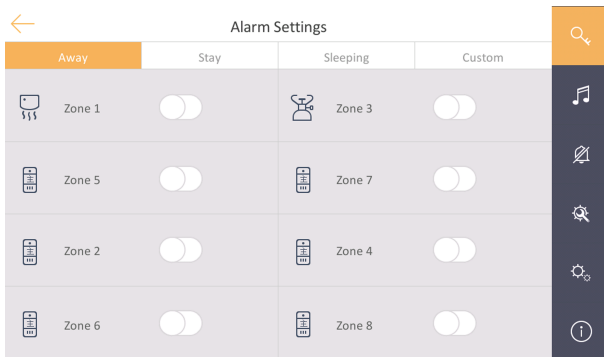 Alarm Settings
Away Stay Sleeping Custom
Zone 1 Zone 3
Zone 5 Zone 7
Zone 2 Zone 4
Zone 6 Zone 8